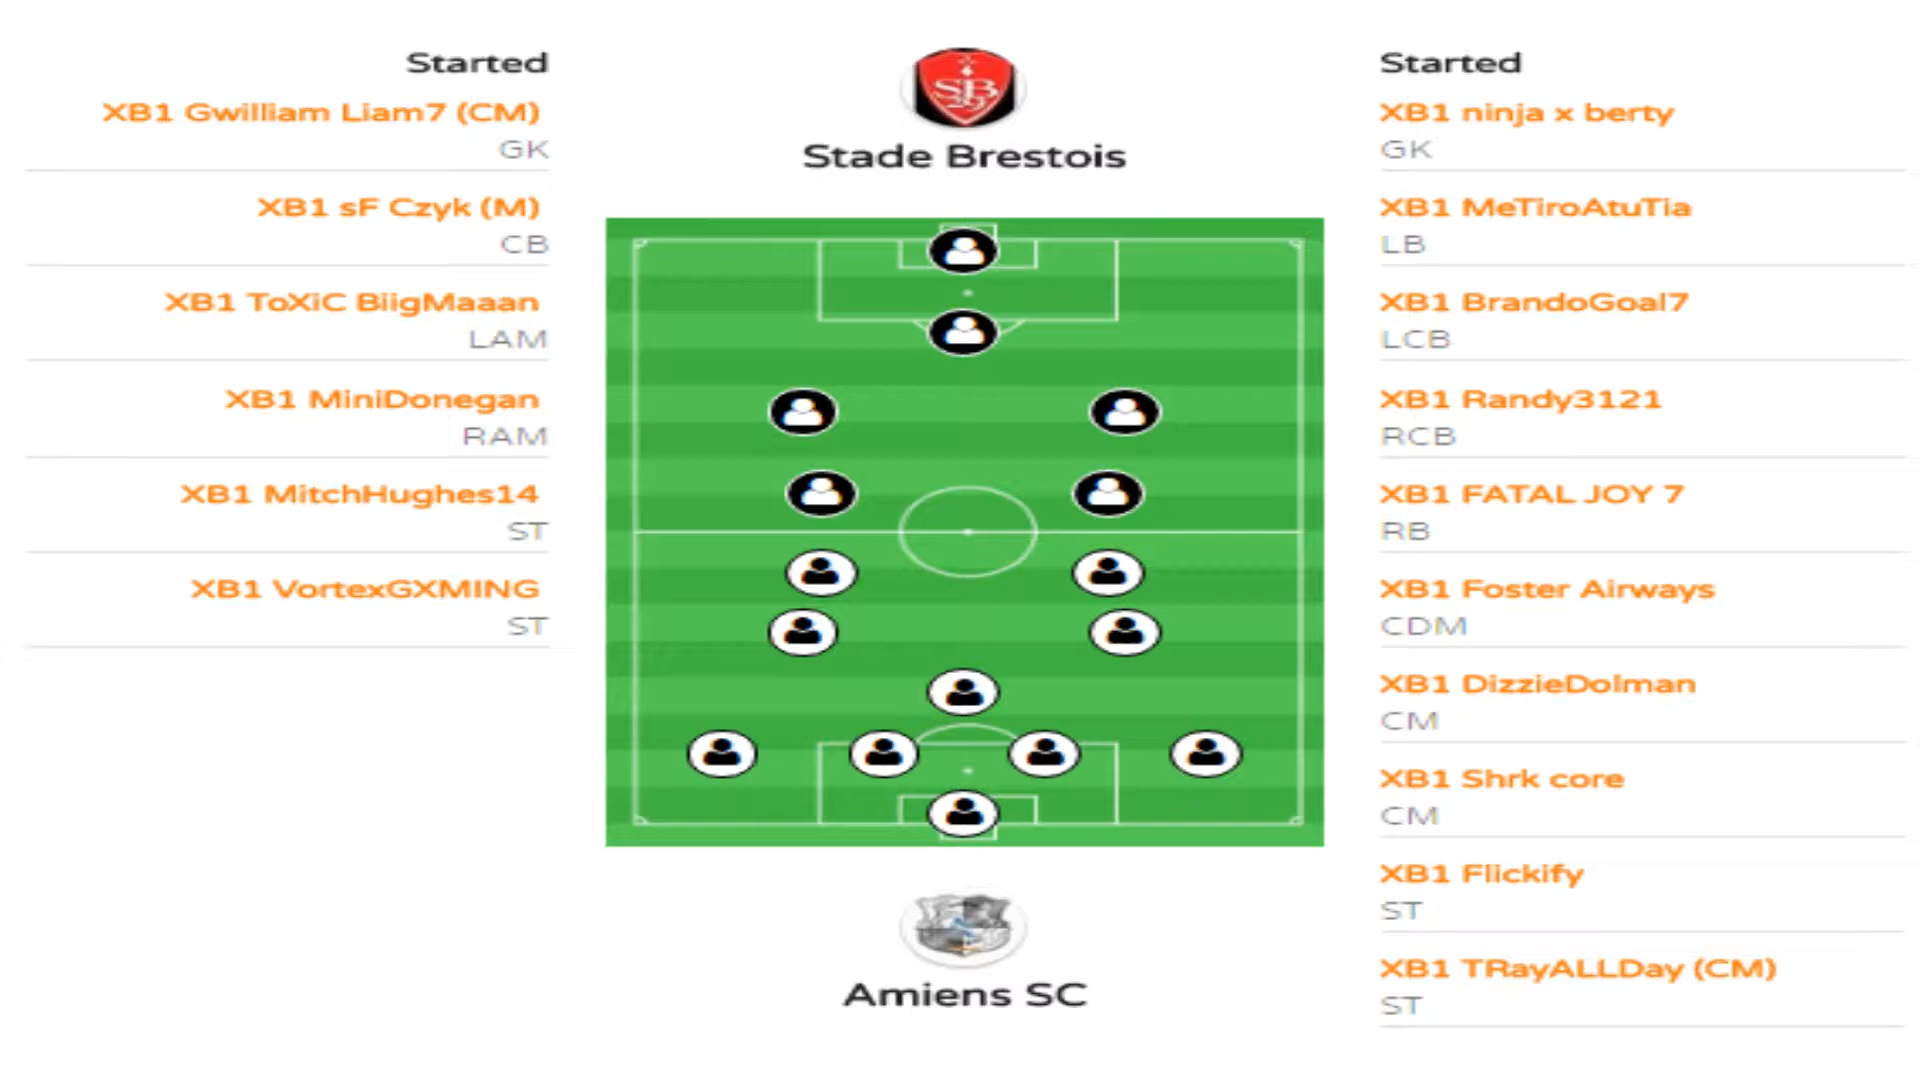 Started
XB1 Gwilliam Liam7 (CM)
GK
XB1 sF Czyk (M)
CB
XB1 ToXiC BiigMaaan
LAM
XB1 MiniDonegan
RAM
XB1 MitchHughes14
ST
XB1 VortexGXMING
ST
SB
29
Stade Brestois
Amiens SC
Started
XB1 ninja x berty
GK
XB1 MeTiroAtuTia
LB
XB1 BrandoGoal7
LCB
XB1 Randy3121
RCB
XB1 FATAL JOY 7
RB
XB1 Foster Airways
CDM
XB1 DizzieDolman
CM
XB1 Shrk core
CM
XB1 Flickify
ST
XB1 TRayALLDay (CM)
ST